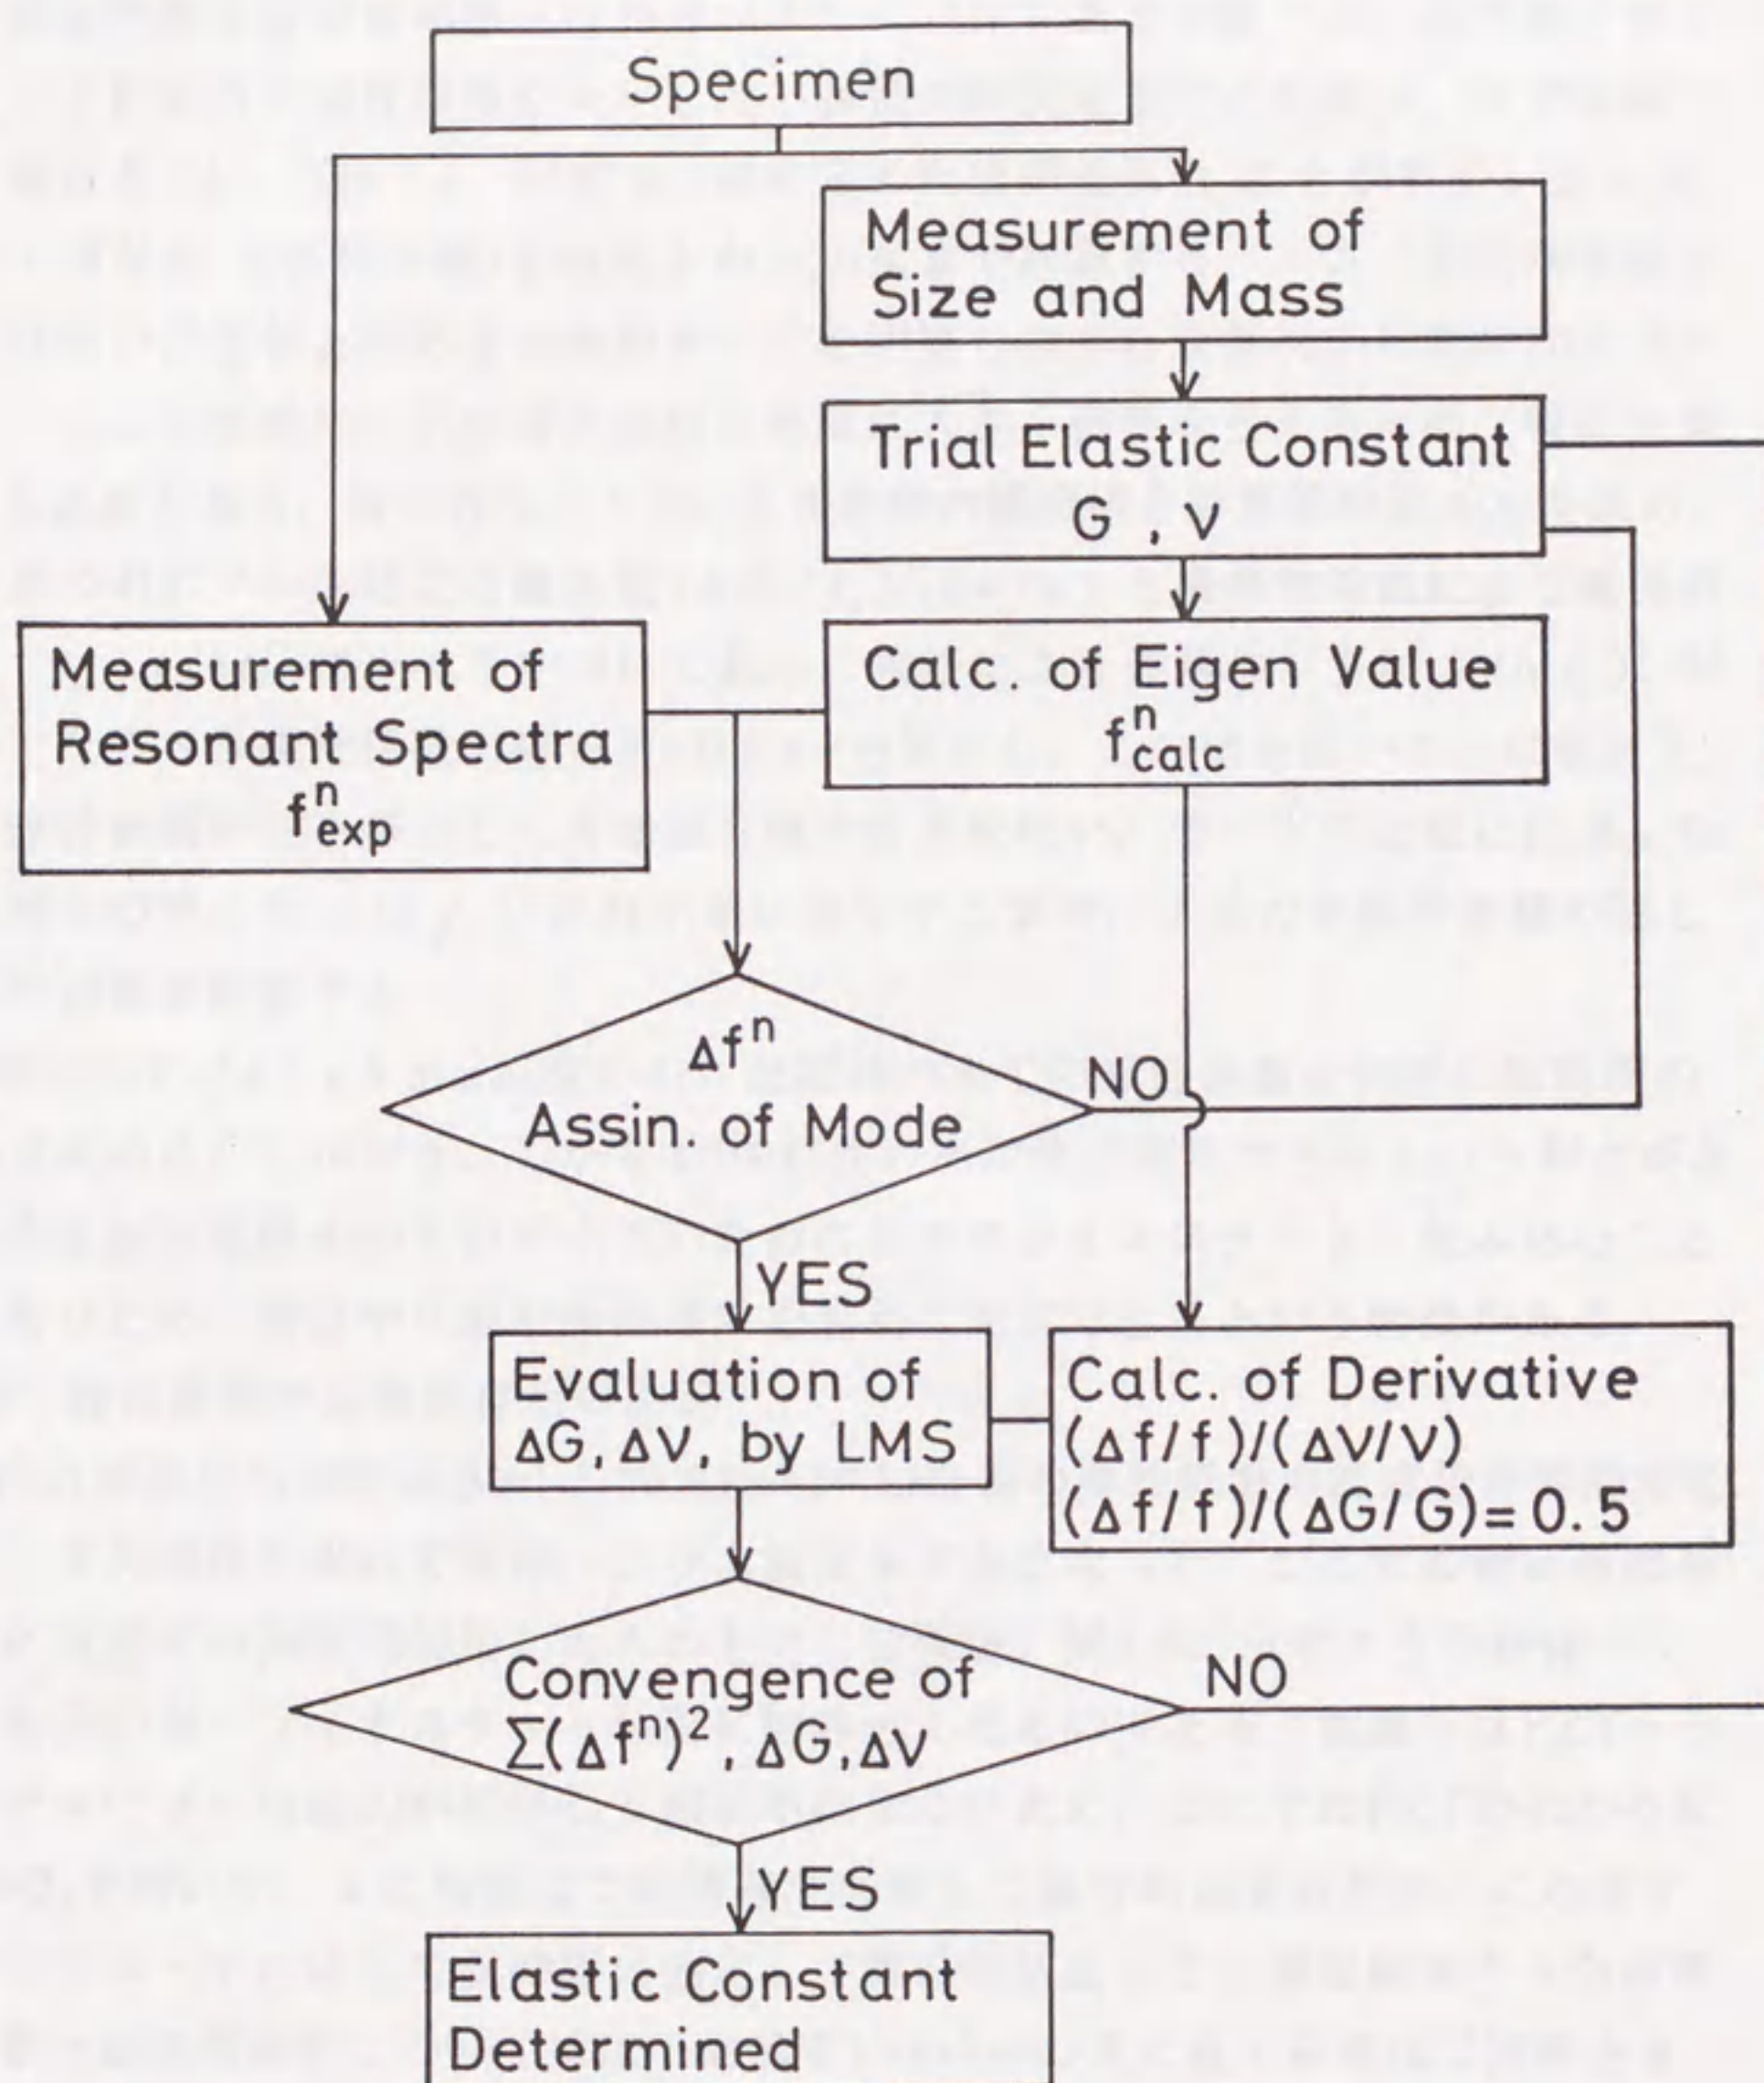 Specimen
Measurement of
Size and Mass
Trial Elastic Constant
G , ν
Measurement of
Resonant Spectra
f^n_exp
Calc. of Eigen Value
f^n_calc
Δf^n
Assin. of Mode
NO
YES
Evaluation of
ΔG, Δν, by LMS
Calc. of Derivative
(Δf/f)/(Δν/ν)
(Δf/f)/(ΔG/G)=0.5
Convengence of
Σ(Δf^n)², ΔG, Δν
NO
YES
Elastic Constant
Determined